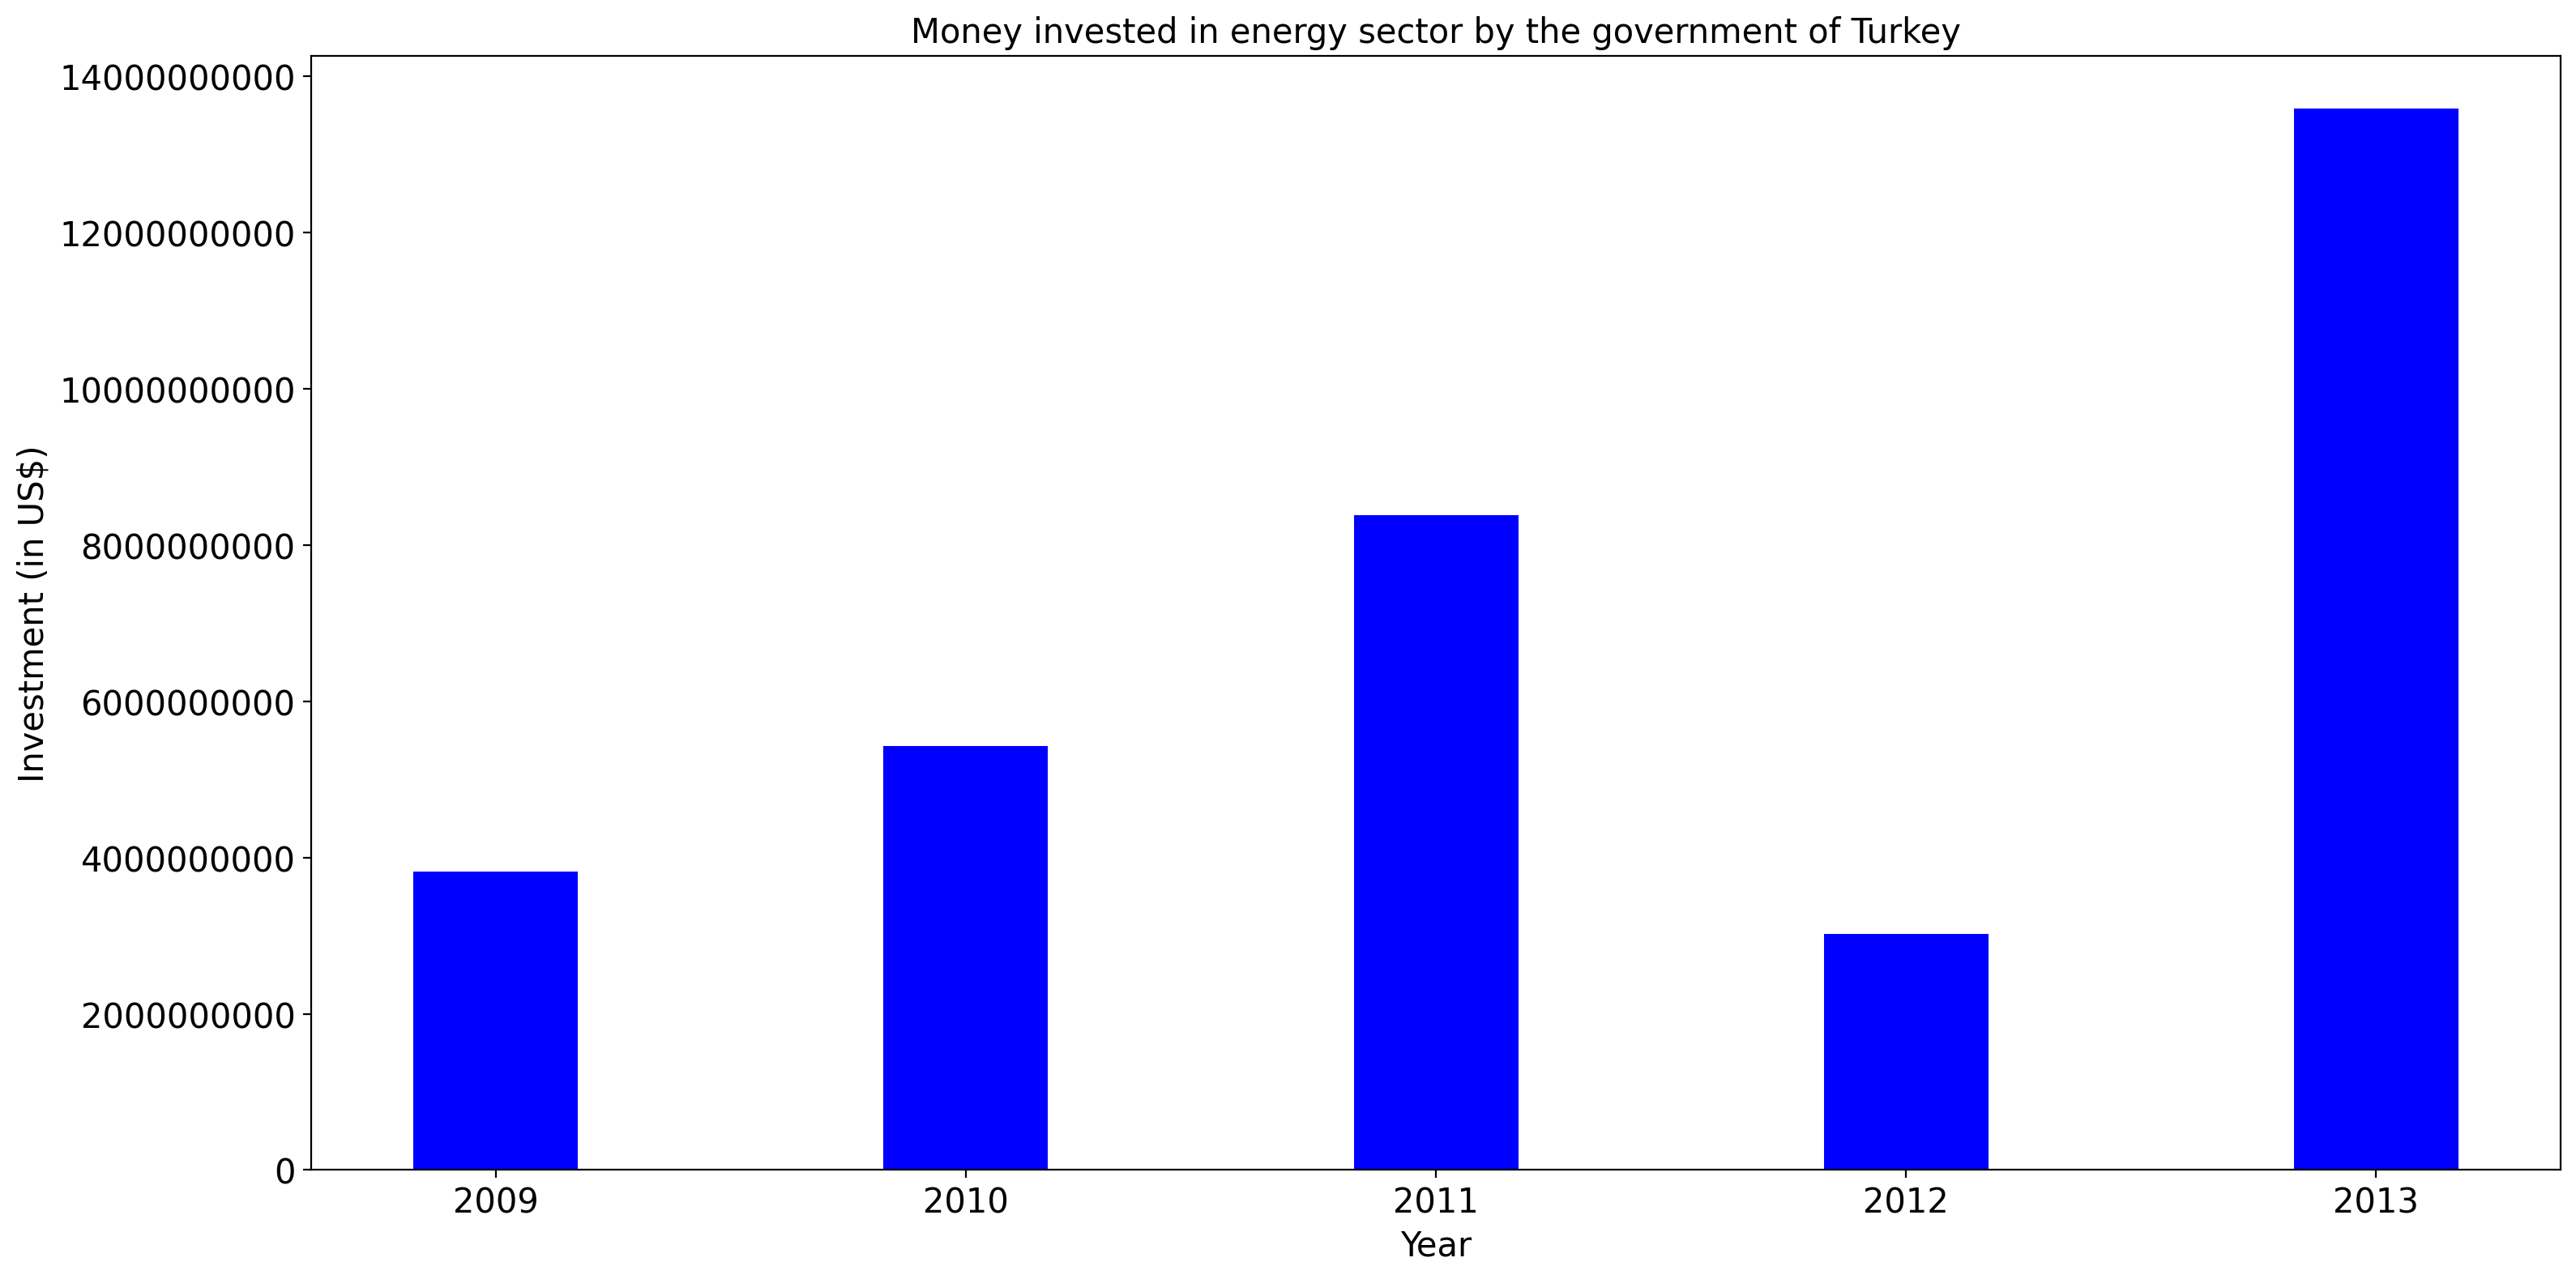 Money invested in energy sector by the government of Turkey
14000000000
12000000000
10000000000
8000000000
6000000000
4000000000
2000000000
0
Investment (in US$)
2009 2010 2011 2012 2013
Year